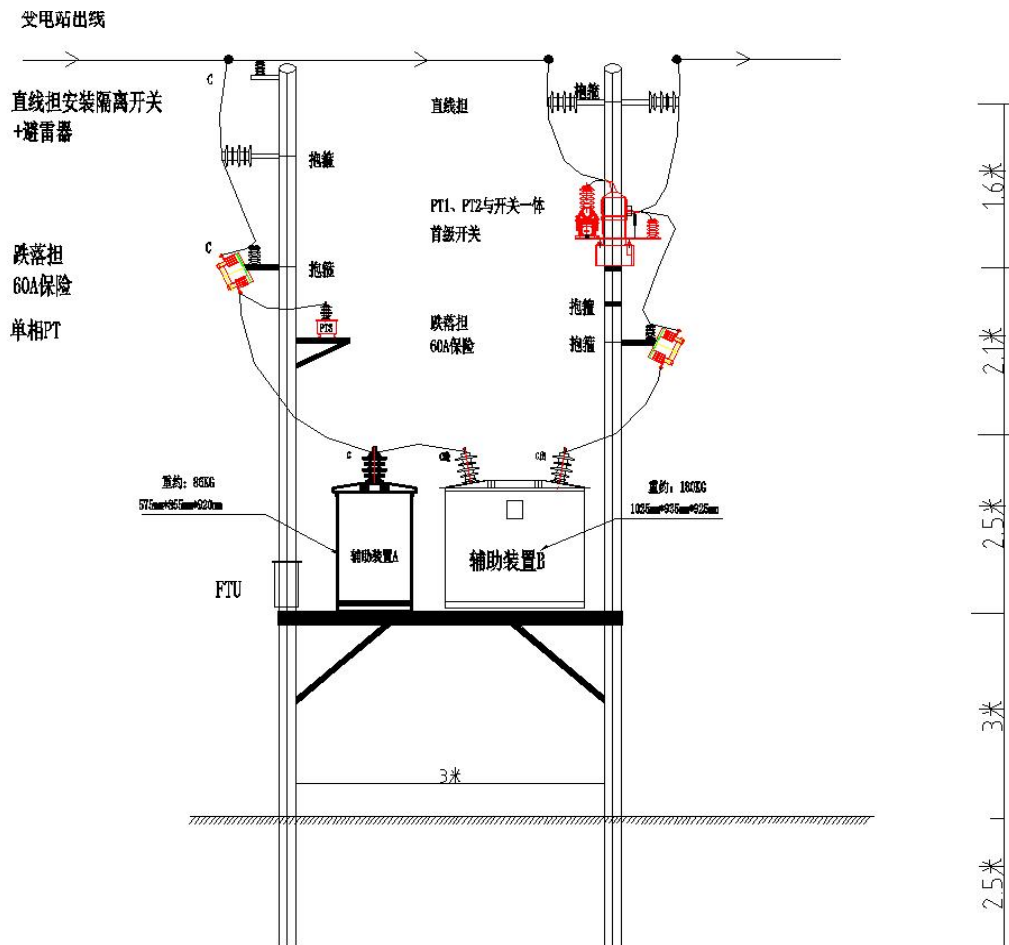 变电站出线
C
直线担安装隔离开关
+避雷器
抱箍
直线担
抱箍
PT1、PT2与开关一体
首级开关
跌落担
60A保险
单相PT
C
抱箍
PT3
抱箍
跌落担
60A保险
抱箍
重约：86KG
C
重约：183KG
辅助装置A
辅助装置B
FTU
3米
1.6米
2.1米
2.5米
3米
2.5米